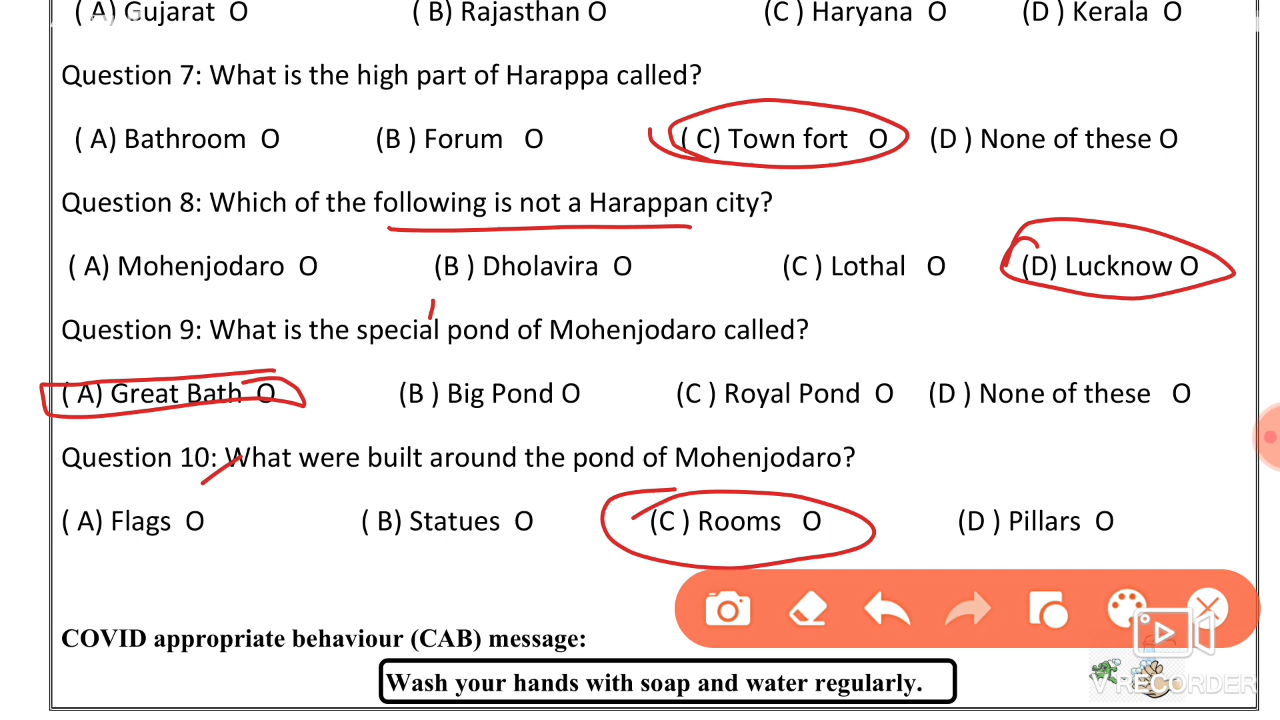 ( A) Gujarat O ( B) Rajasthan O (C ) Haryana O (D ) Kerala O
Question 7: What is the high part of Harappa called?
( A) Bathroom O (B ) Forum O ( C) Town fort O (D ) None of these O
Question 8: Which of the following is not a Harappan city?
( A) Mohenjodaro O (B ) Dholavira O (C ) Lothal O (D) Lucknow O
Question 9: What is the special pond of Mohenjodaro called?
( A) Great Bath O (B ) Big Pond O (C ) Royal Pond O (D ) None of these O
Question 10: What were built around the pond of Mohenjodaro?
( A) Flags O ( B) Statues O (C ) Rooms O (D ) Pillars O
COVID appropriate behaviour (CAB) message:
Wash your hands with soap and water regularly.
V RECORDER